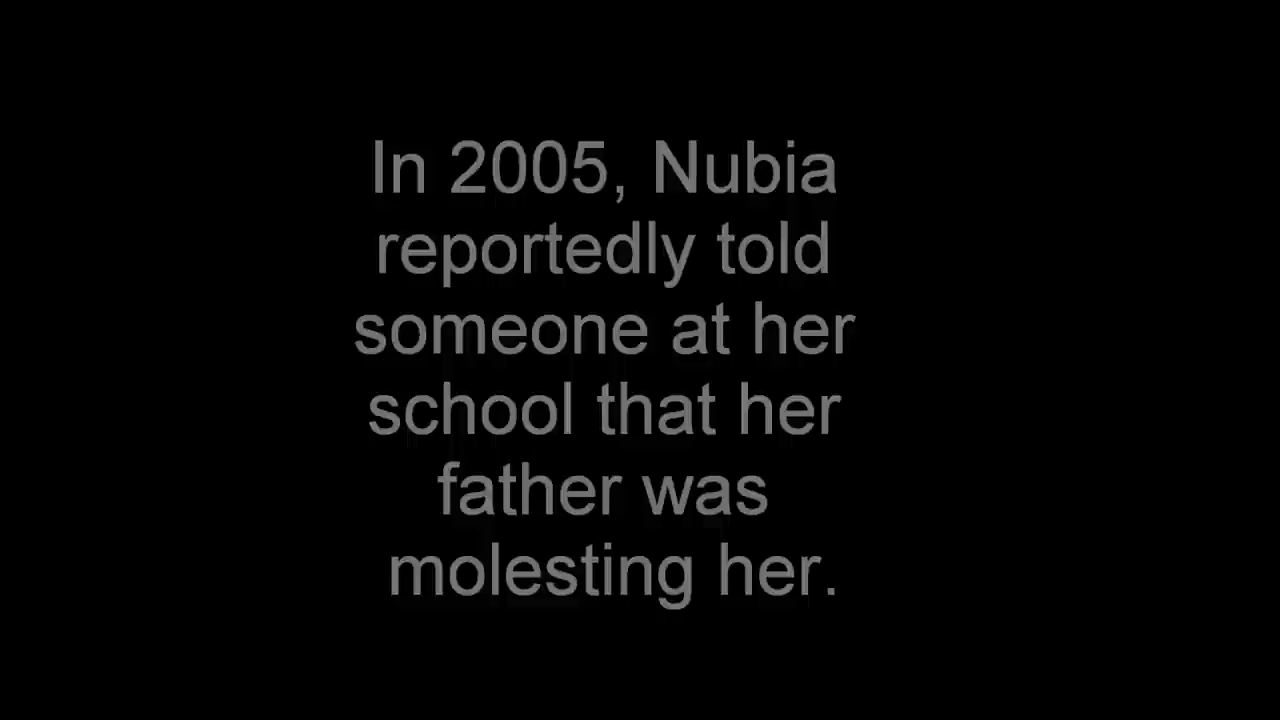 In 2005, Nubia
reportedly told
someone at her
school that her
father was
molesting her.